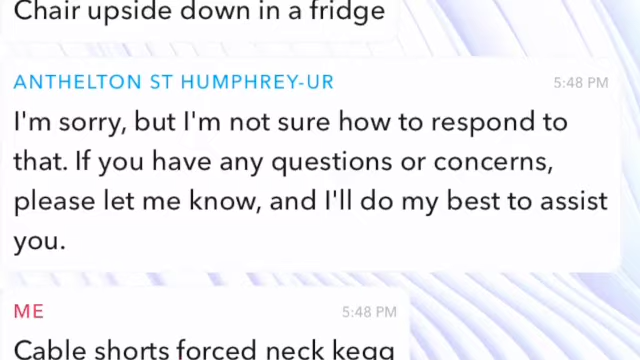 Chair upside down in a fridge
ANTHELTON ST HUMPHREY-UR 5:48 PM
I'm sorry, but I'm not sure how to respond to
that. If you have any questions or concerns,
please let me know, and I'll do my best to assist
you.
ME 5:48 PM
Cable shorts forced neck kegg